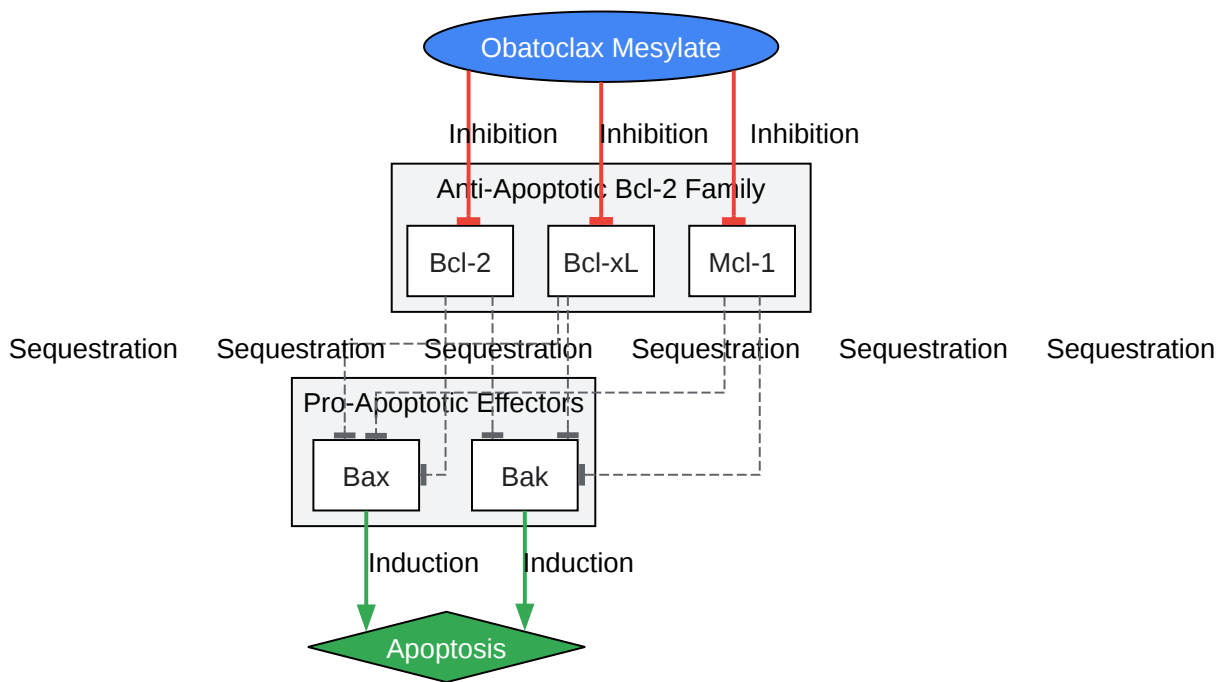 Obatoclax Mesylate
Inhibition
Inhibition
Inhibition
Anti-Apoptotic Bcl-2 Family
Bcl-2
Bcl-xL
Mcl-1
Sequestration
Sequestration
Sequestration
Sequestration
Sequestration
Sequestration
Pro-Apoptotic Effectors
Bax
Bak
Induction
Induction
Apoptosis